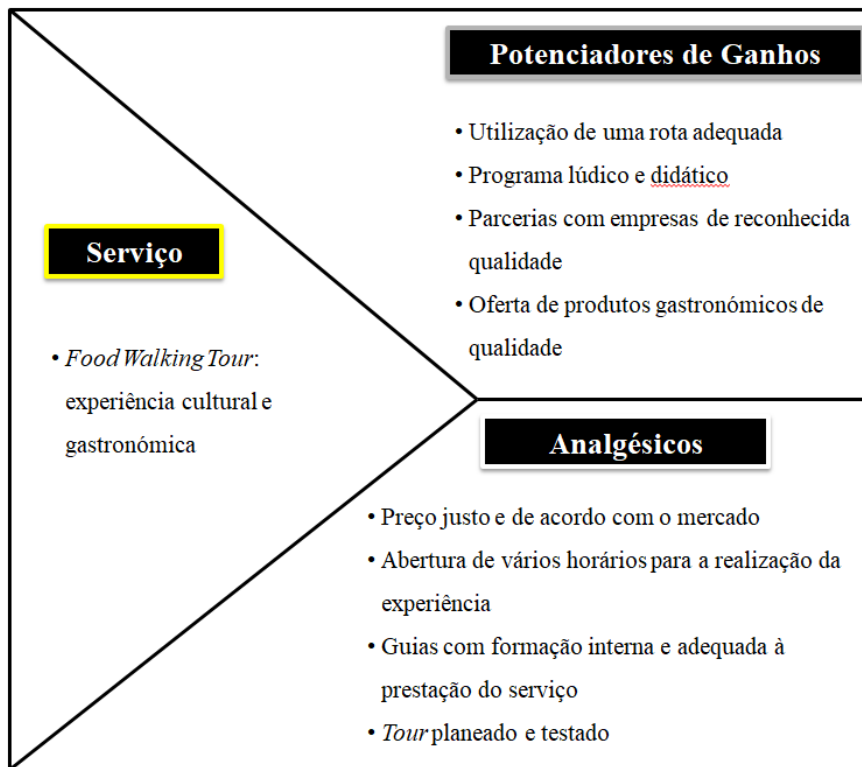 Potenciadores de Ganhos
• Utilização de uma rota adequada
• Programa lúdico e didático
• Parcerias com empresas de reconhecida
qualidade
• Oferta de produtos gastronómicos de
qualidade
Serviço
• Food Walking Tour:
experiência cultural e
gastronómica
Analgésicos
• Preço justo e de acordo com o mercado
• Abertura de vários horários para a realização da
experiência
• Guias com formação interna e adequada à
prestação do serviço
• Tour planeado e testado